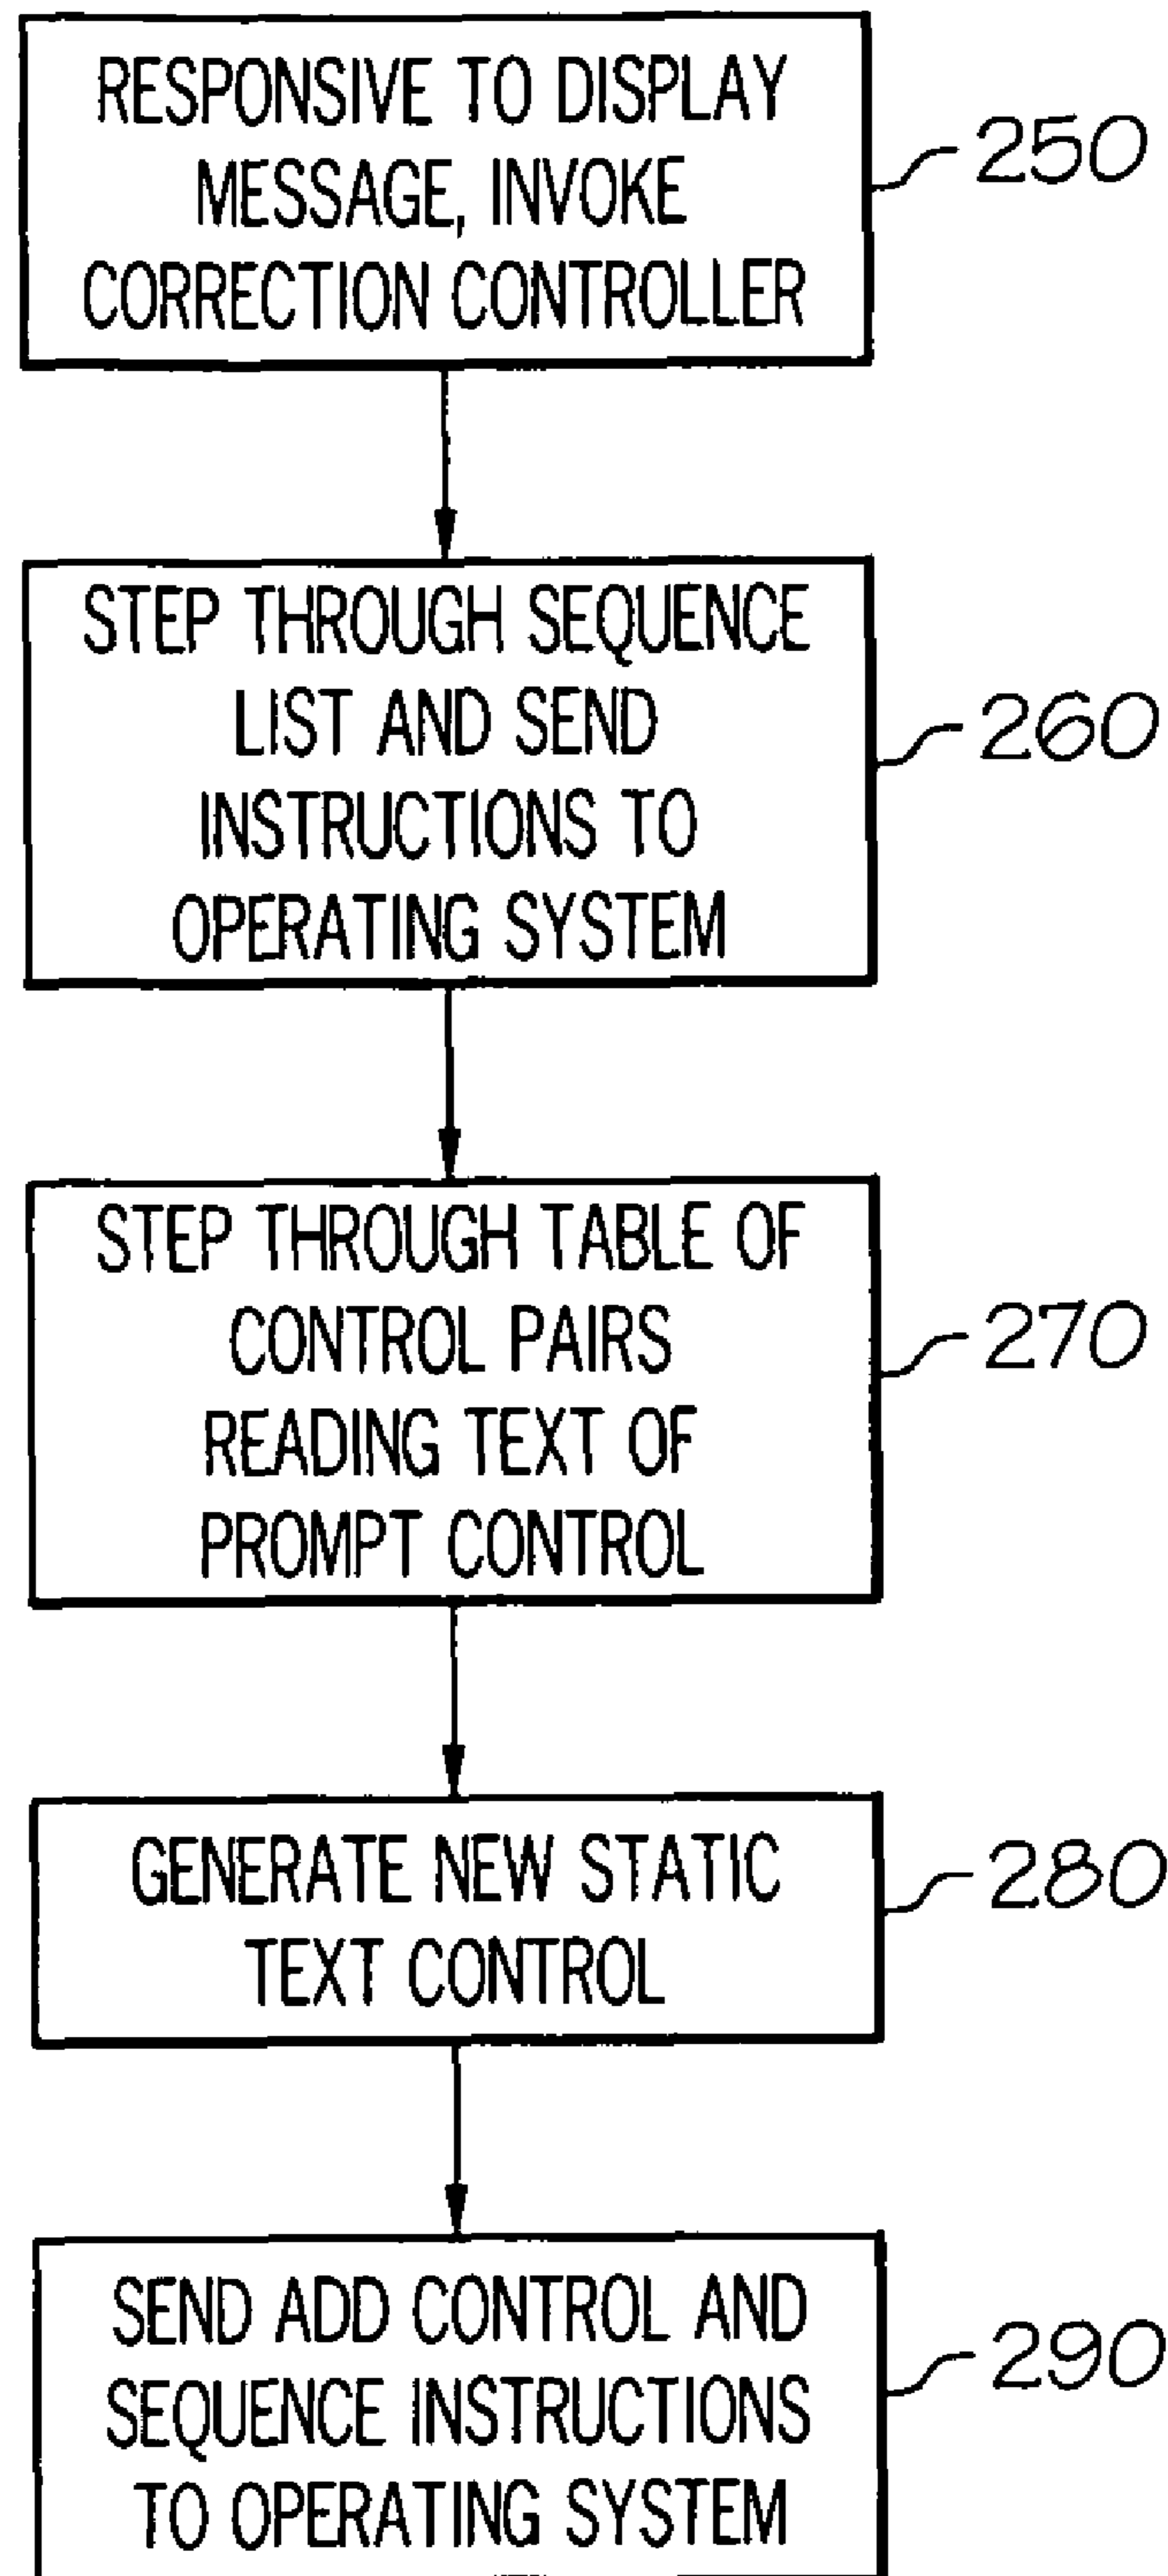 RESPONSIVE TO DISPLAY
MESSAGE, INVOKE
CORRECTION CONTROLLER
250
STEP THROUGH SEQUENCE
LIST AND SEND
INSTRUCTIONS TO
OPERATING SYSTEM
260
STEP THROUGH TABLE OF
CONTROL PAIRS
READING TEXT OF
PROMPT CONTROL
270
GENERATE NEW STATIC
TEXT CONTROL
280
SEND ADD CONTROL AND
SEQUENCE INSTRUCTIONS
TO OPERATING SYSTEM
290